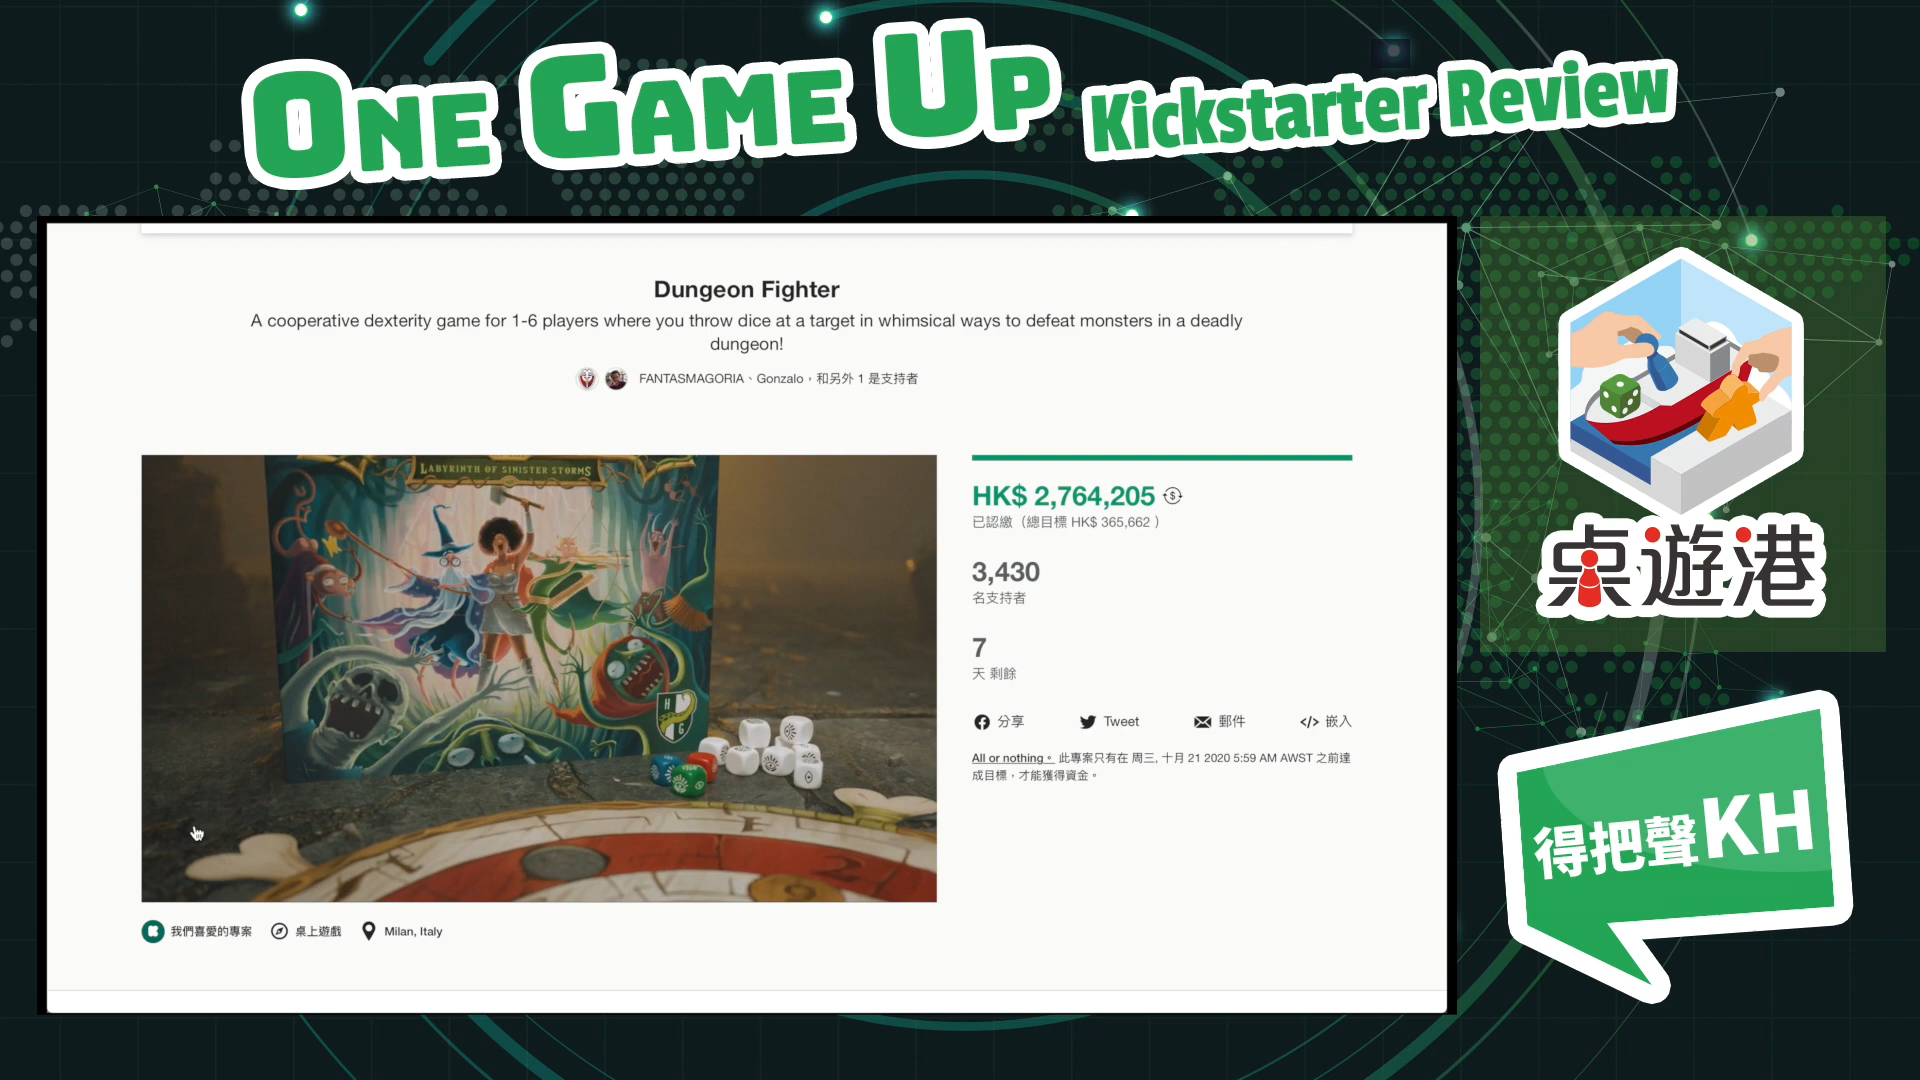 ONE GAME UP Kickstarter Review
Dungeon Fighter
A cooperative dexterity game for 1-6 players where you throw dice at a target in whimsical ways to defeat monsters in a deadly
dungeon!
FANTASMAGORIA、Gonzalo，和另外 1 是支持者
LABYRINTH OF SINISTER STORMS
H
G
2
9
HK$ 2,764,205
已認繳（總目標 HK$ 365,662 ）
3,430
名支持者
7
天 剩餘
分享
Tweet
郵件
</> 嵌入
All or nothing。 此專案只有在 周三, 十月 21 2020 5:59 AM AWST 之前達
成目標，才能獲得資金。
我們喜愛的專案
桌上遊戲
Milan, Italy
桌遊港
得把聲KH